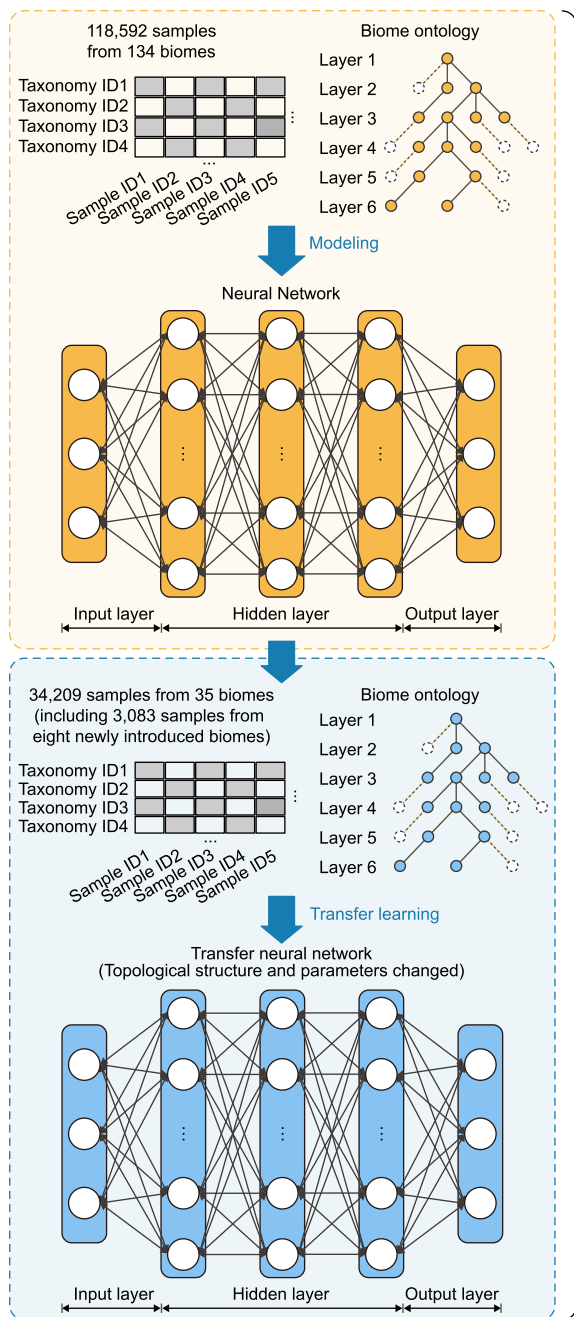 118,592 samples
from 134 biomes
Taxonomy ID1
Taxonomy ID2
Taxonomy ID3
Taxonomy ID4
...
...
Sample ID1
Sample ID2
Sample ID3
Sample ID4
Sample ID5
Biome ontology
Layer 1
Layer 2
Layer 3
Layer 4
Layer 5
Layer 6
Modeling
Neural Network
... ... ...
Input layer Hidden layer Output layer
34,209 samples from 35 biomes
(including 3,083 samples from
eight newly introduced biomes)
Taxonomy ID1
Taxonomy ID2
Taxonomy ID3
Taxonomy ID4
...
...
Sample ID1
Sample ID2
Sample ID3
Sample ID4
Sample ID5
Biome ontology
Layer 1
Layer 2
Layer 3
Layer 4
Layer 5
Layer 6
Transfer learning
Transfer neural network
(Topological structure and parameters changed)
... ... ...
Input layer Hidden layer Output layer